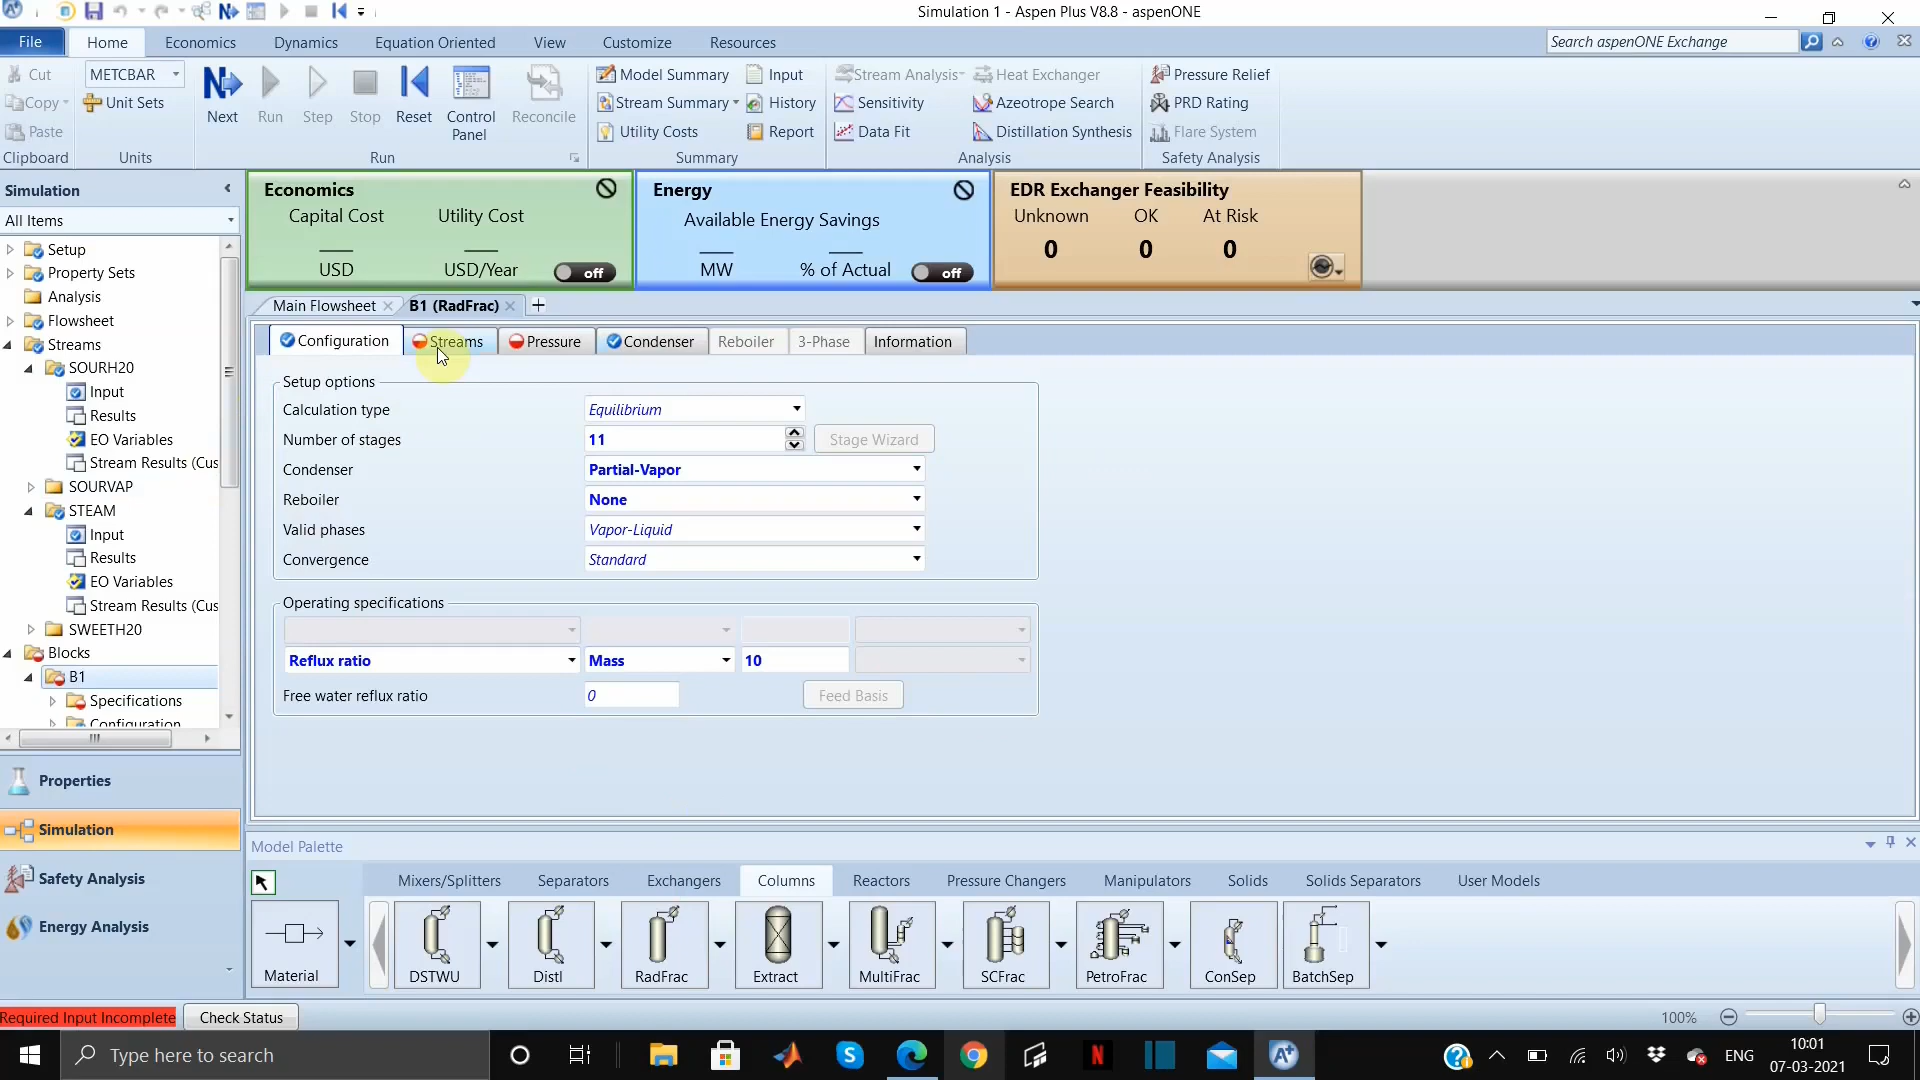 Simulation 1 - Aspen Plus V8.8 - aspenONE
File Home Economics Dynamics Equation Oriented View Customize Resources Search aspenONE Exchange
Cut METCBAR Model Summary Input Stream Analysis Heat Exchanger Pressure Relief
Copy Unit Sets Next Run Step Stop Reset Control Panel Reconcile Stream Summary History Sensitivity Azeotrope Search PRD Rating
Paste Utility Costs Report Data Fit Distillation Synthesis Flare System
Clipboard Units Run Summary Analysis Safety Analysis
Simulation
All Items
Setup
Property Sets
Analysis
Flowsheet
Streams
SOURH20
Input
Results
EO Variables
Stream Results (Cus
SOURVAP
STEAM
Input
Results
EO Variables
Stream Results (Cus
SWEETH20
Blocks
B1
Specifications
Configuration
Properties
Simulation
Safety Analysis
Energy Analysis
Economics
Capital Cost Utility Cost
USD USD/Year off
Energy
Available Energy Savings
MW % of Actual off
EDR Exchanger Feasibility
Unknown OK At Risk
0 0 0
Main Flowsheet B1 (RadFrac) +
Configuration Streams Pressure Condenser Reboiler 3-Phase Information
Setup options
Calculation type Equilibrium
Number of stages 11 Stage Wizard
Condenser Partial-Vapor
Reboiler None
Valid phases Vapor-Liquid
Convergence Standard
Operating specifications
Reflux ratio Mass 10
Free water reflux ratio 0 Feed Basis
Model Palette
Mixers/Splitters Separators Exchangers Columns Reactors Pressure Changers Manipulators Solids Solids Separators User Models
Material DSTWU Distl RadFrac Extract MultiFrac SCFrac PetroFrac ConSep BatchSep
Required Input Incomplete Check Status 100%
Type here to search ENG 10:01
07-03-2021